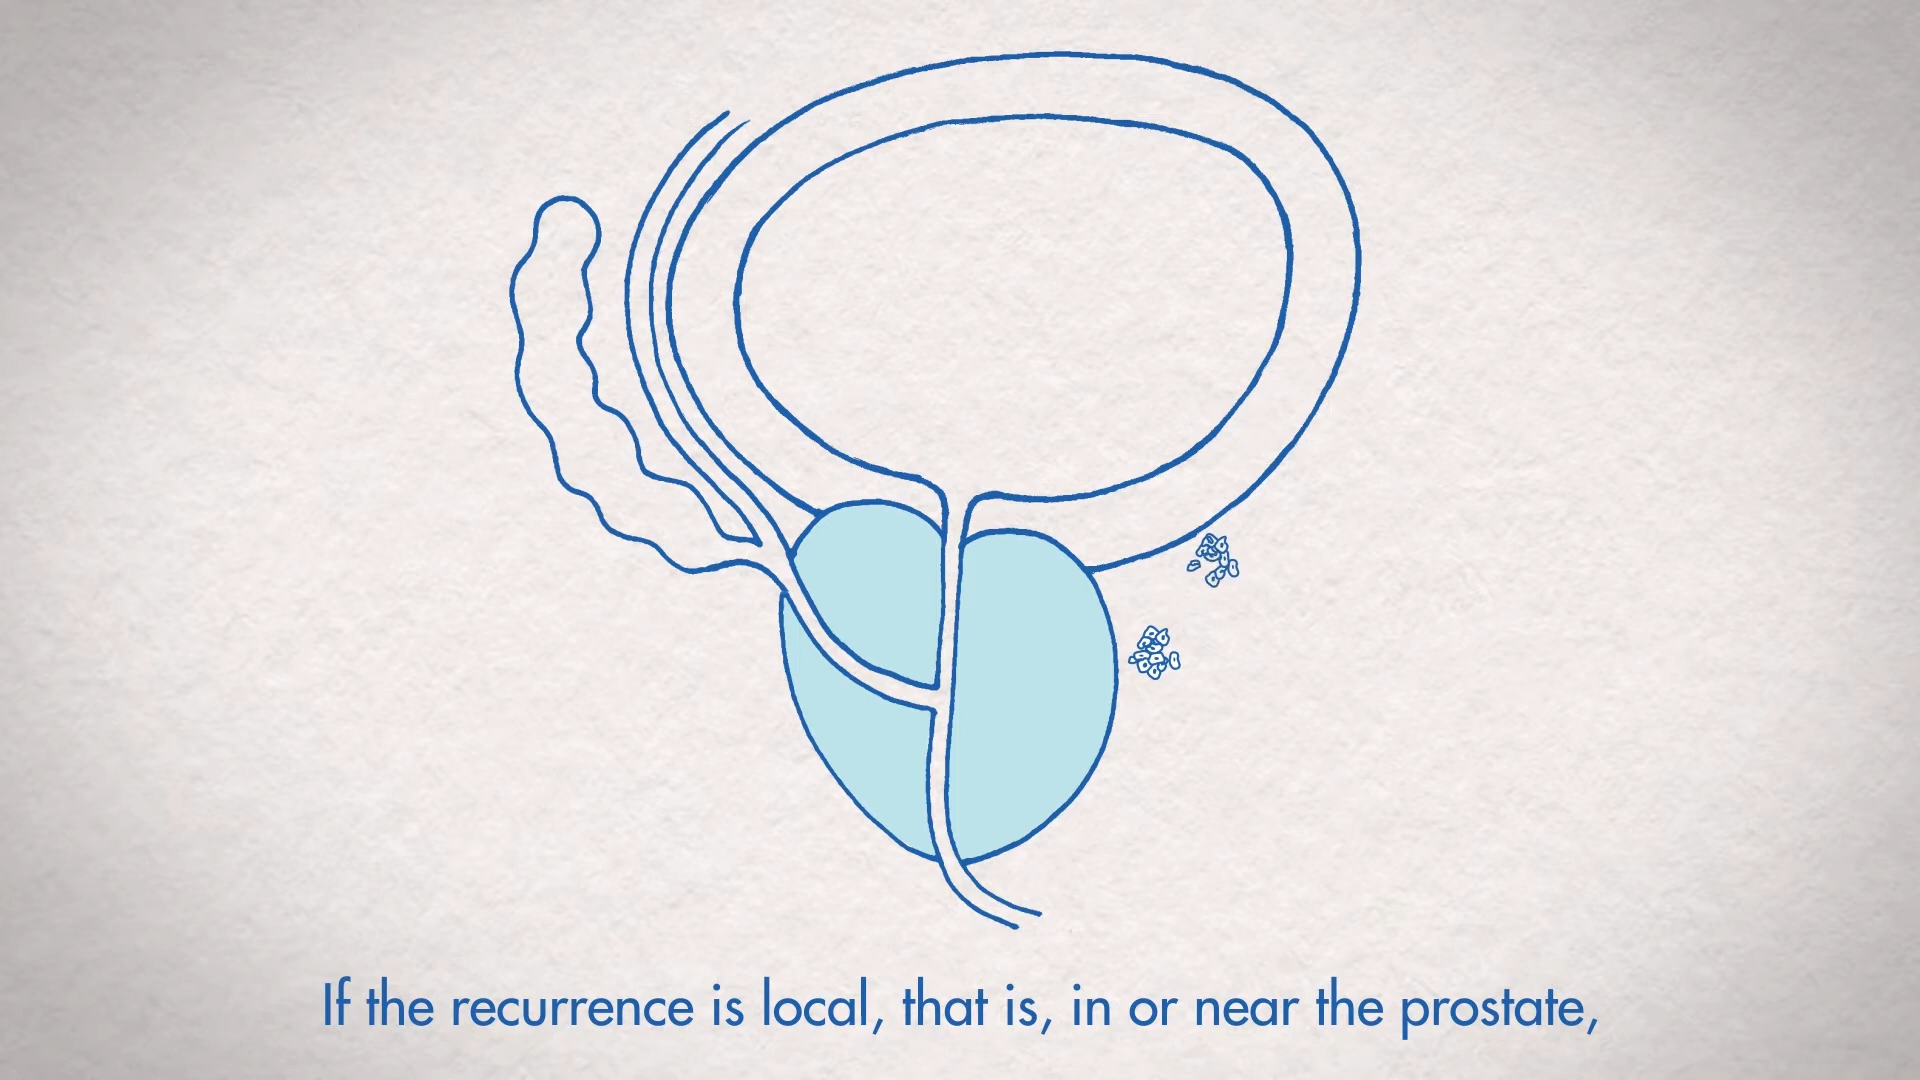 If the recurrence is local, that is, in or near the prostate,